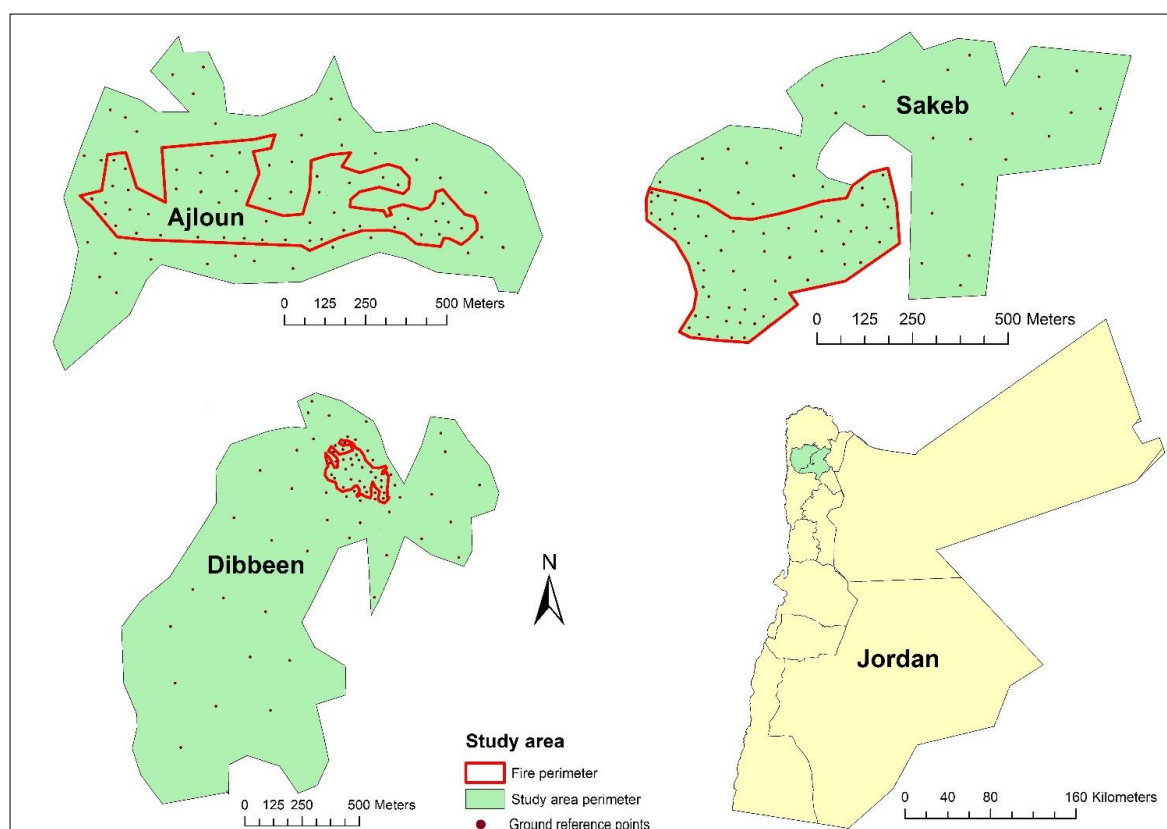 Ajloun
0 125 250 500 Meters
Sakeb
0 125 250 500 Meters
Dibbeen
0 125 250 500 Meters
N
Jordan
0 40 80 160 Kilometers
Study area
Fire perimeter
Study area perimeter
Ground reference points